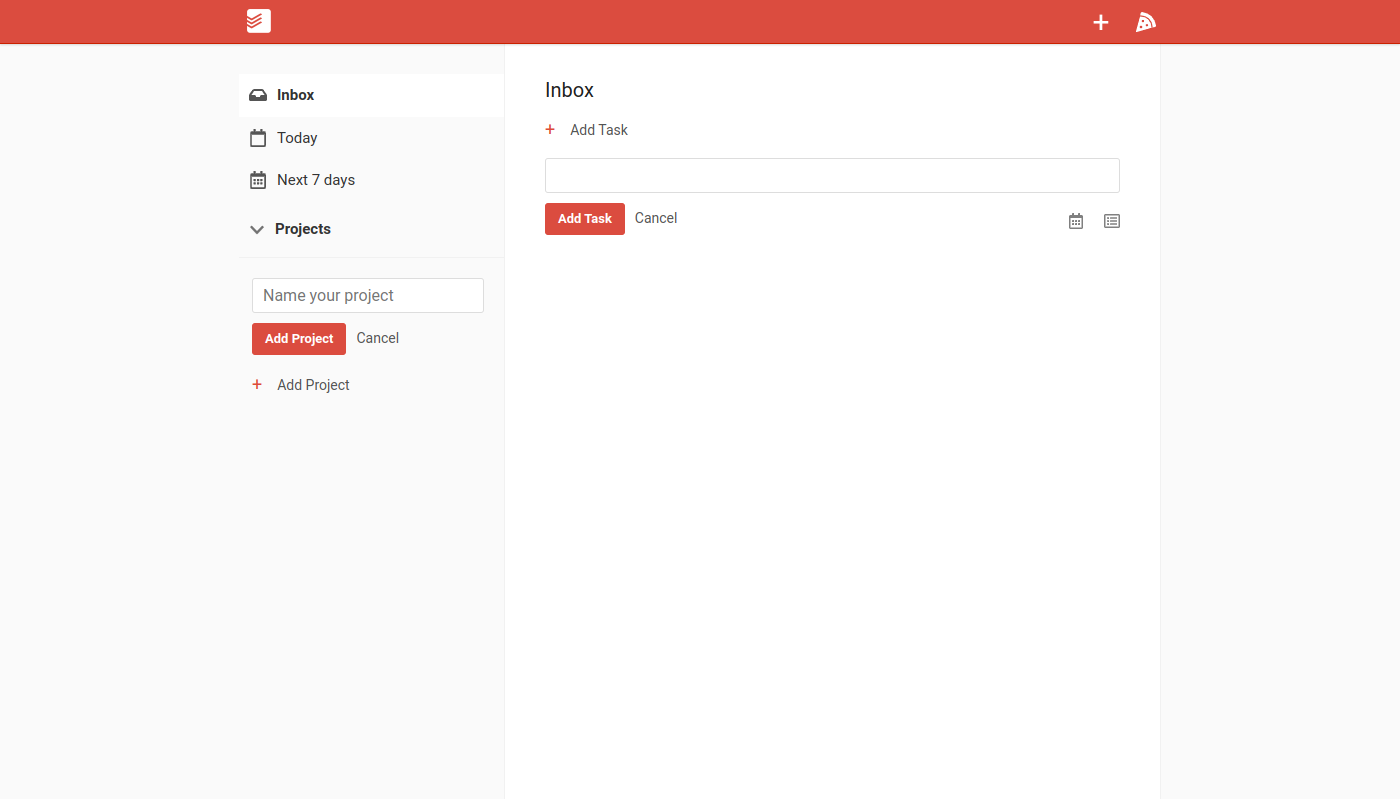 Inbox
Today
Next 7 days
Projects
Name your project
Add Project Cancel
+ Add Project
Inbox
+ Add Task
Add Task Cancel